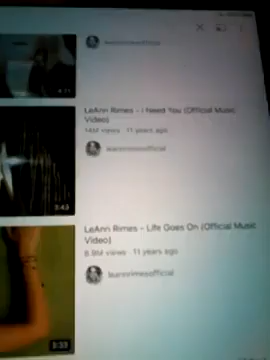 4:11
leannrimesofficial
LeAnn Rimes - I Need You (Official Music
Video)
14M views · 11 years ago
3:43
leannrimesofficial
LeAnn Rimes - Life Goes On (Official Music
Video)
8.9M views · 11 years ago
leannrimesofficial
3:33